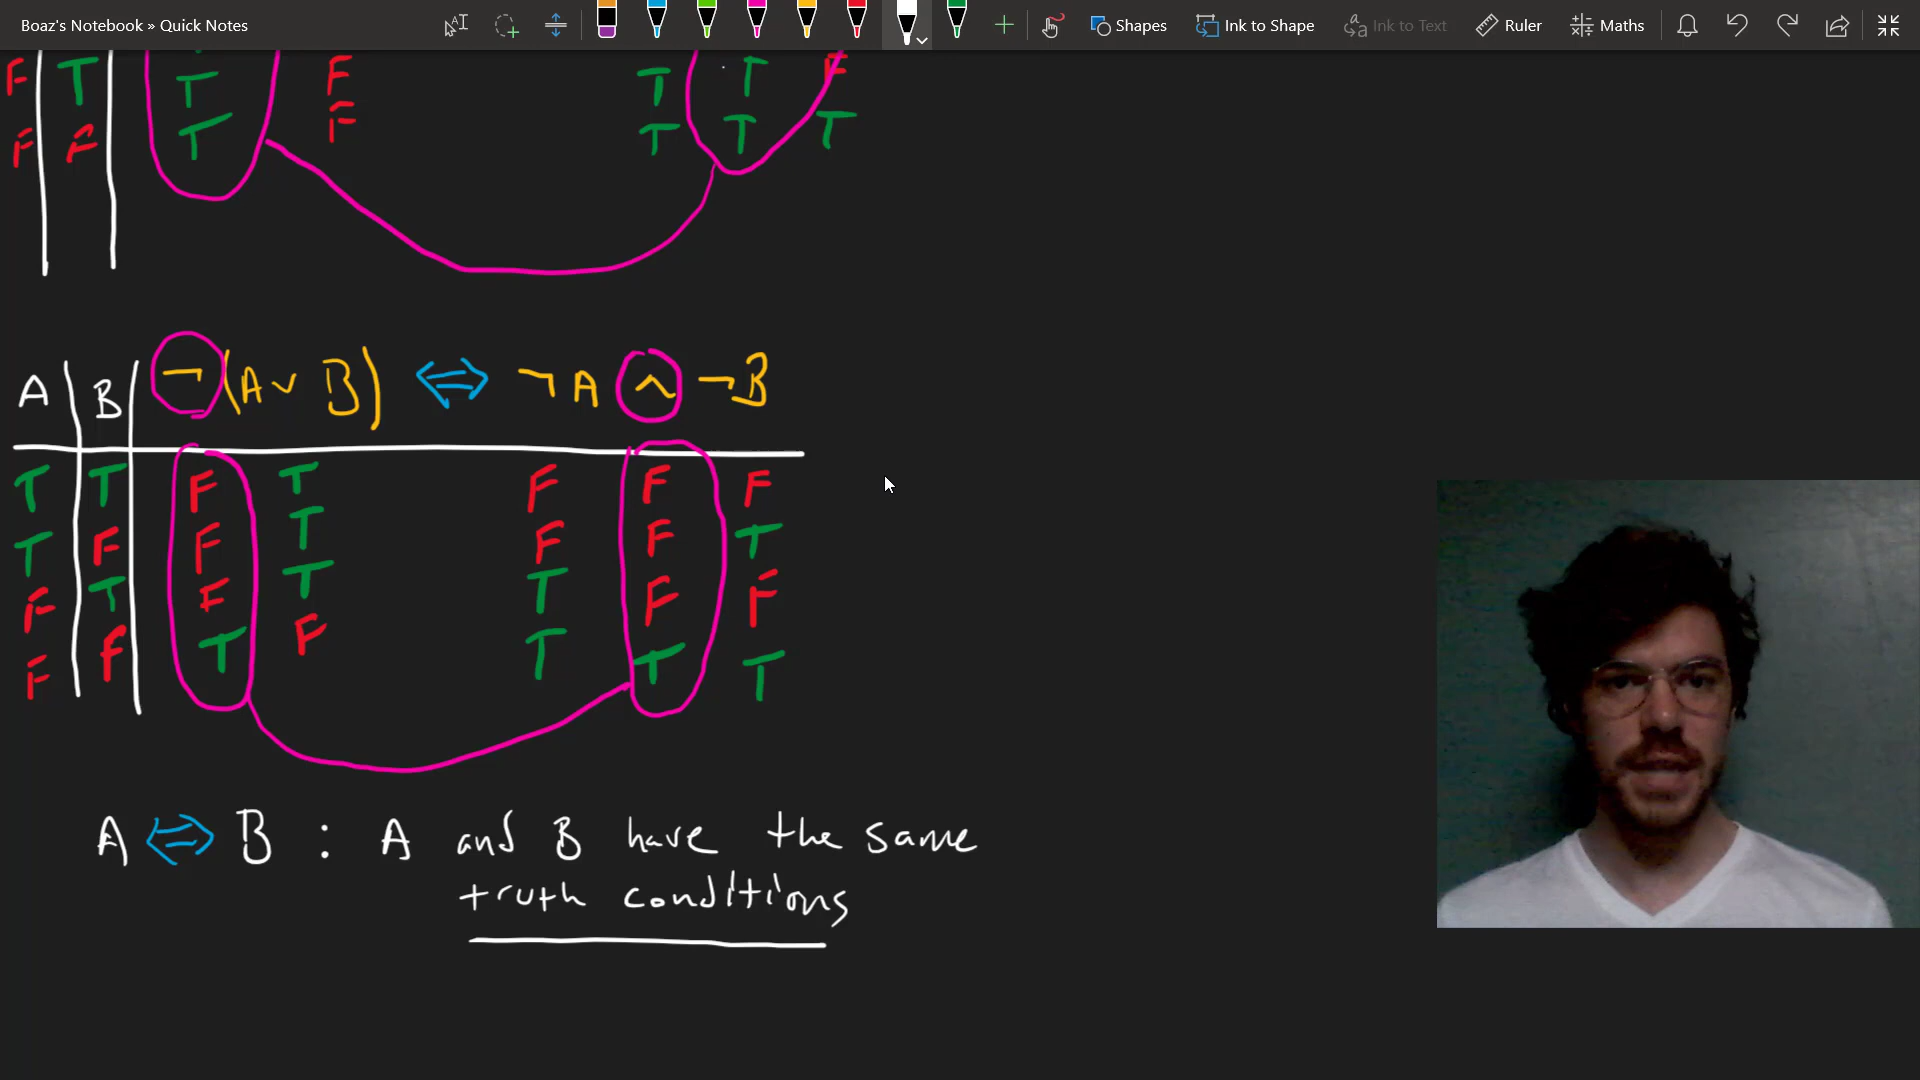 Boaz's Notebook » Quick Notes
Shapes
Ink to Shape
Ink to Text
Ruler
Maths
F T T F T T F
F F T F T T T
A B ¬(A ∨ B) ⇔ ¬A ∧ ¬B
T T F T F F F
T F F T F F T
F T F T T F F
F F T F T T T
A ⇔ B : A and B have the same
truth conditions